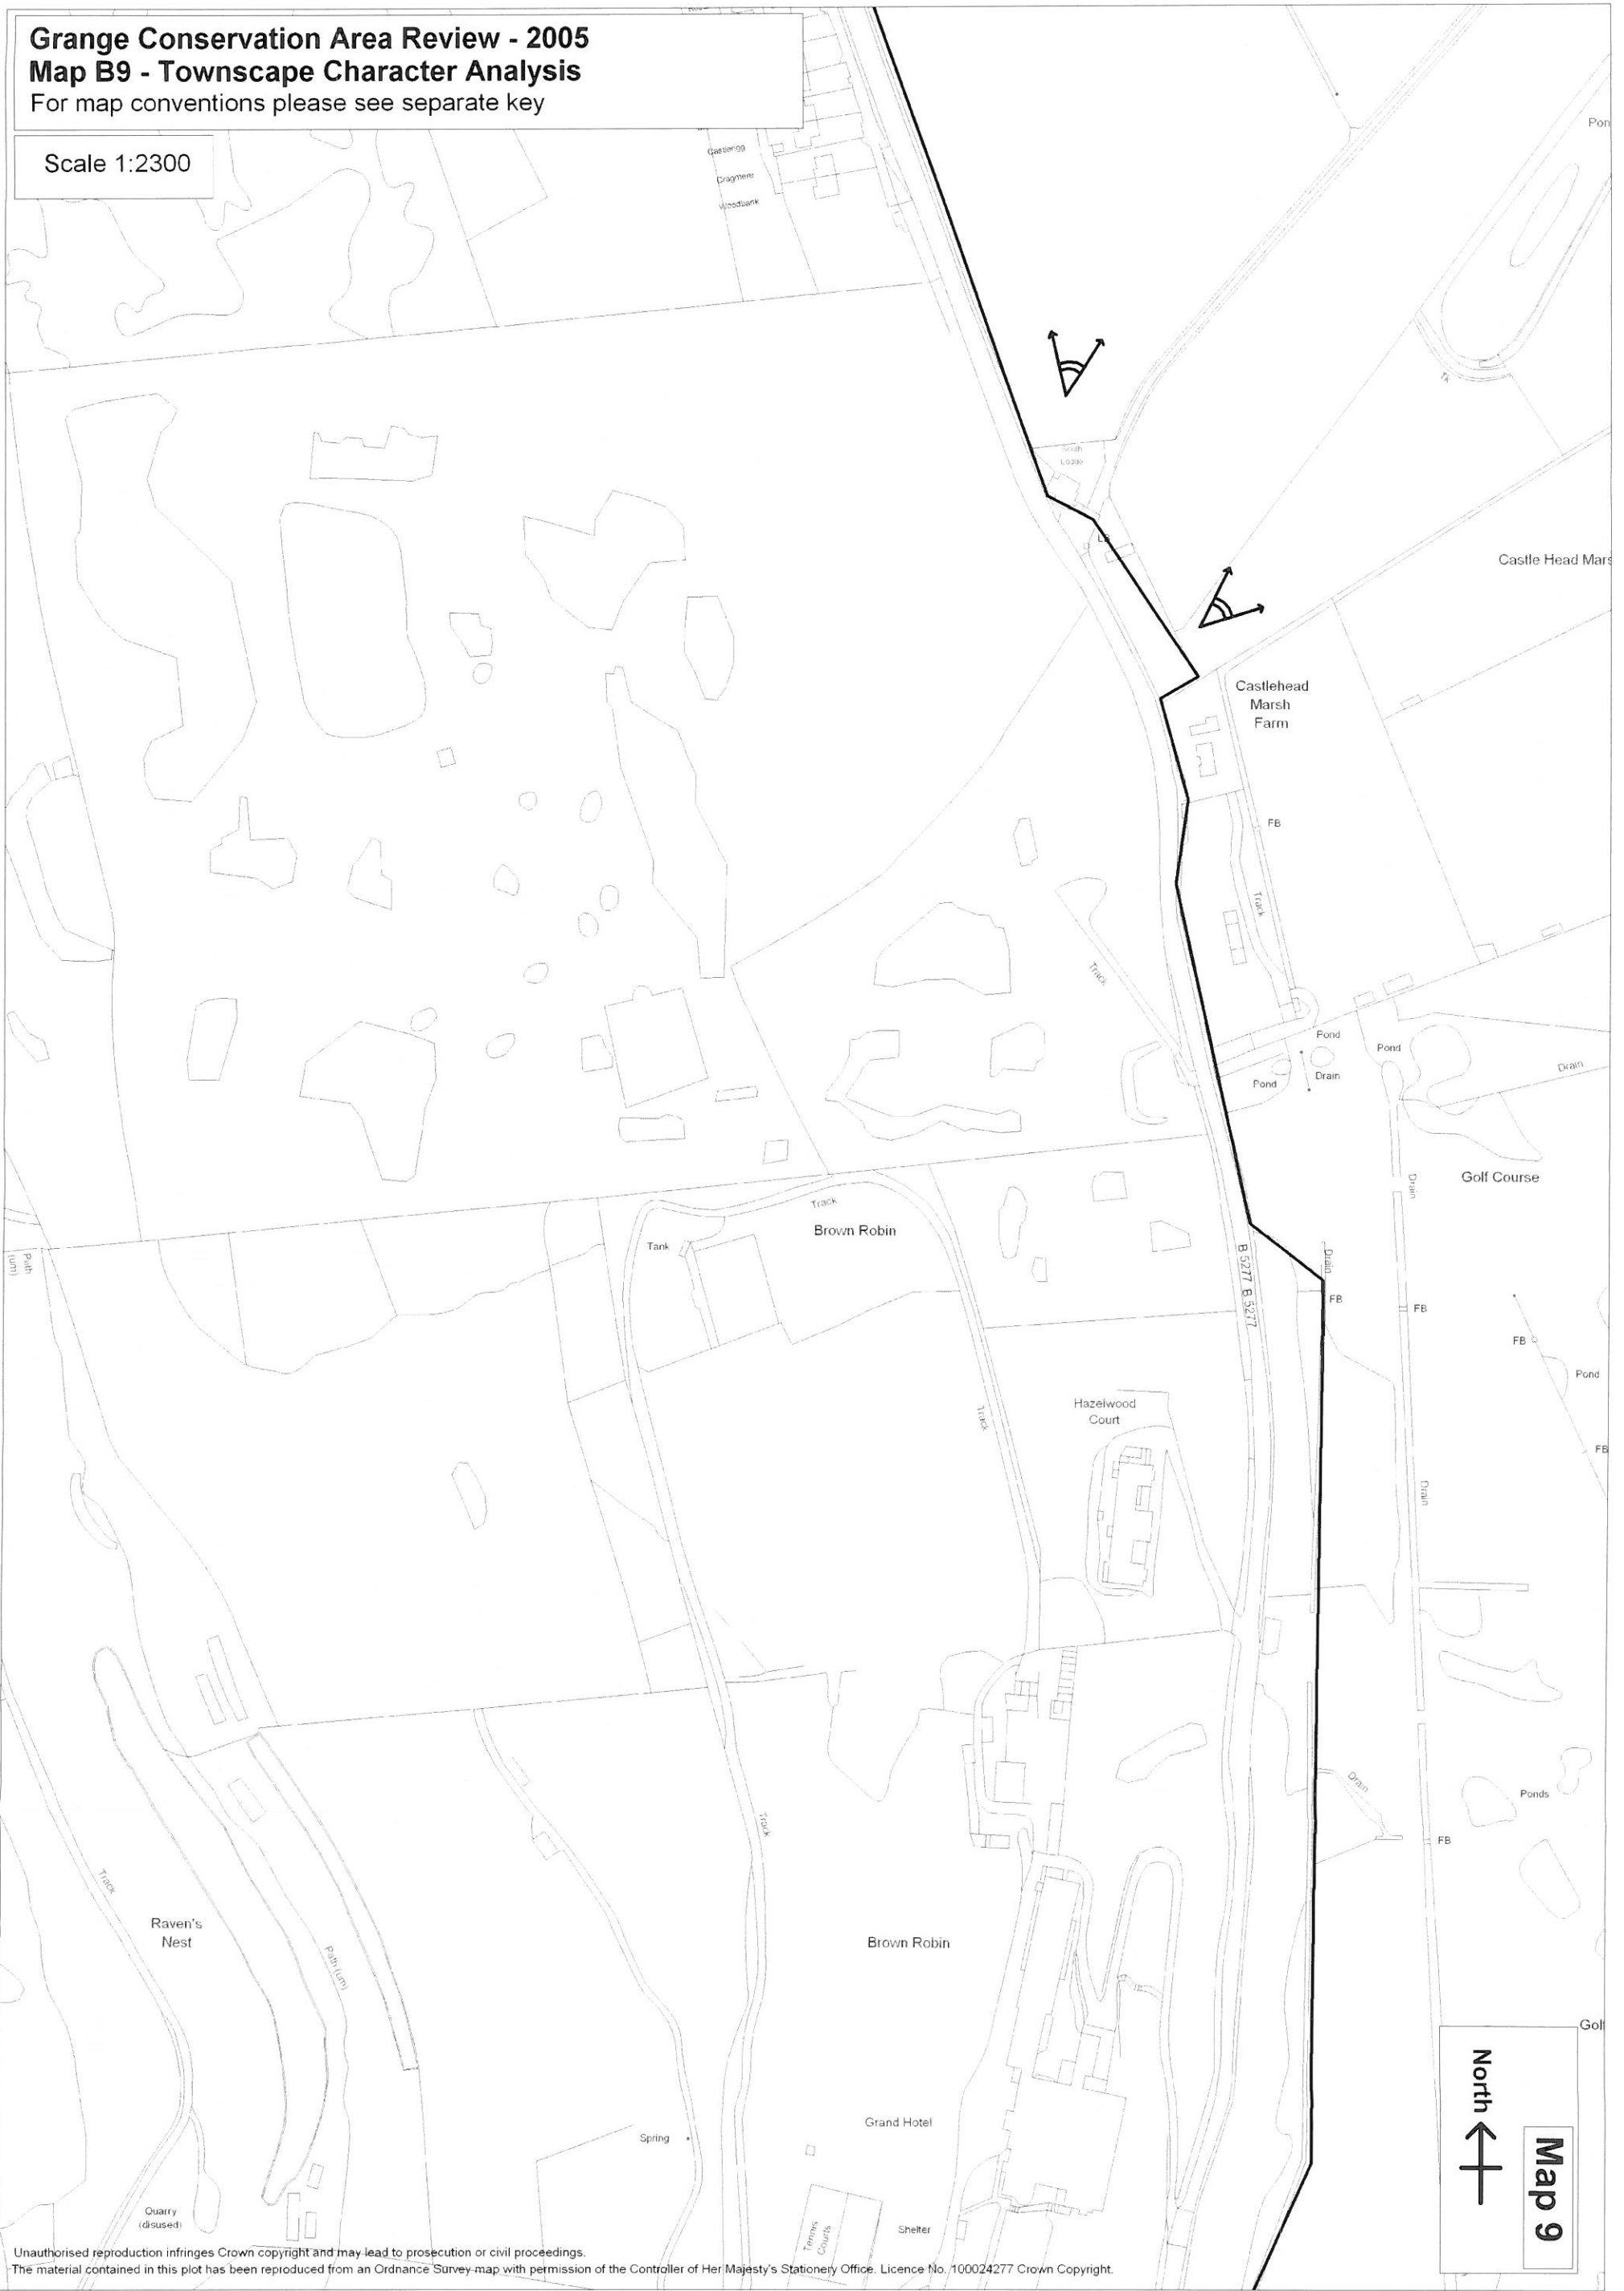 Grange Conservation Area Review - 2005
Map B9 - Townscape Character Analysis
For map conventions please see separate key
Scale 1:2300
Castlerigg
Woodbank
Pon
South
Lodge
LB
Castle Head Mars
Castlehead
Marsh
Farm
FB
Track
Track
Pond
Pond
Drain
Pond
Drain
Drain
Golf Course
Track
Brown Robin
Tank
Path
(um)
B 5277 B 5277
Drain
FB
FB
FB
Pond
FB
Hazelwood
Court
Track
Drain
Drain
Ponds
FB
Track
Track
Raven's
Nest
Path (um)
Brown Robin
Golf
North
Map 9
Grand Hotel
Spring
Quarry
(disused)
Tennis
Courts
Shelter
Unauthorised reproduction infringes Crown copyright and may lead to prosecution or civil proceedings.
The material contained in this plot has been reproduced from an Ordnance Survey map with permission of the Controller of Her Majesty's Stationery Office. Licence No. 100024277 Crown Copyright.